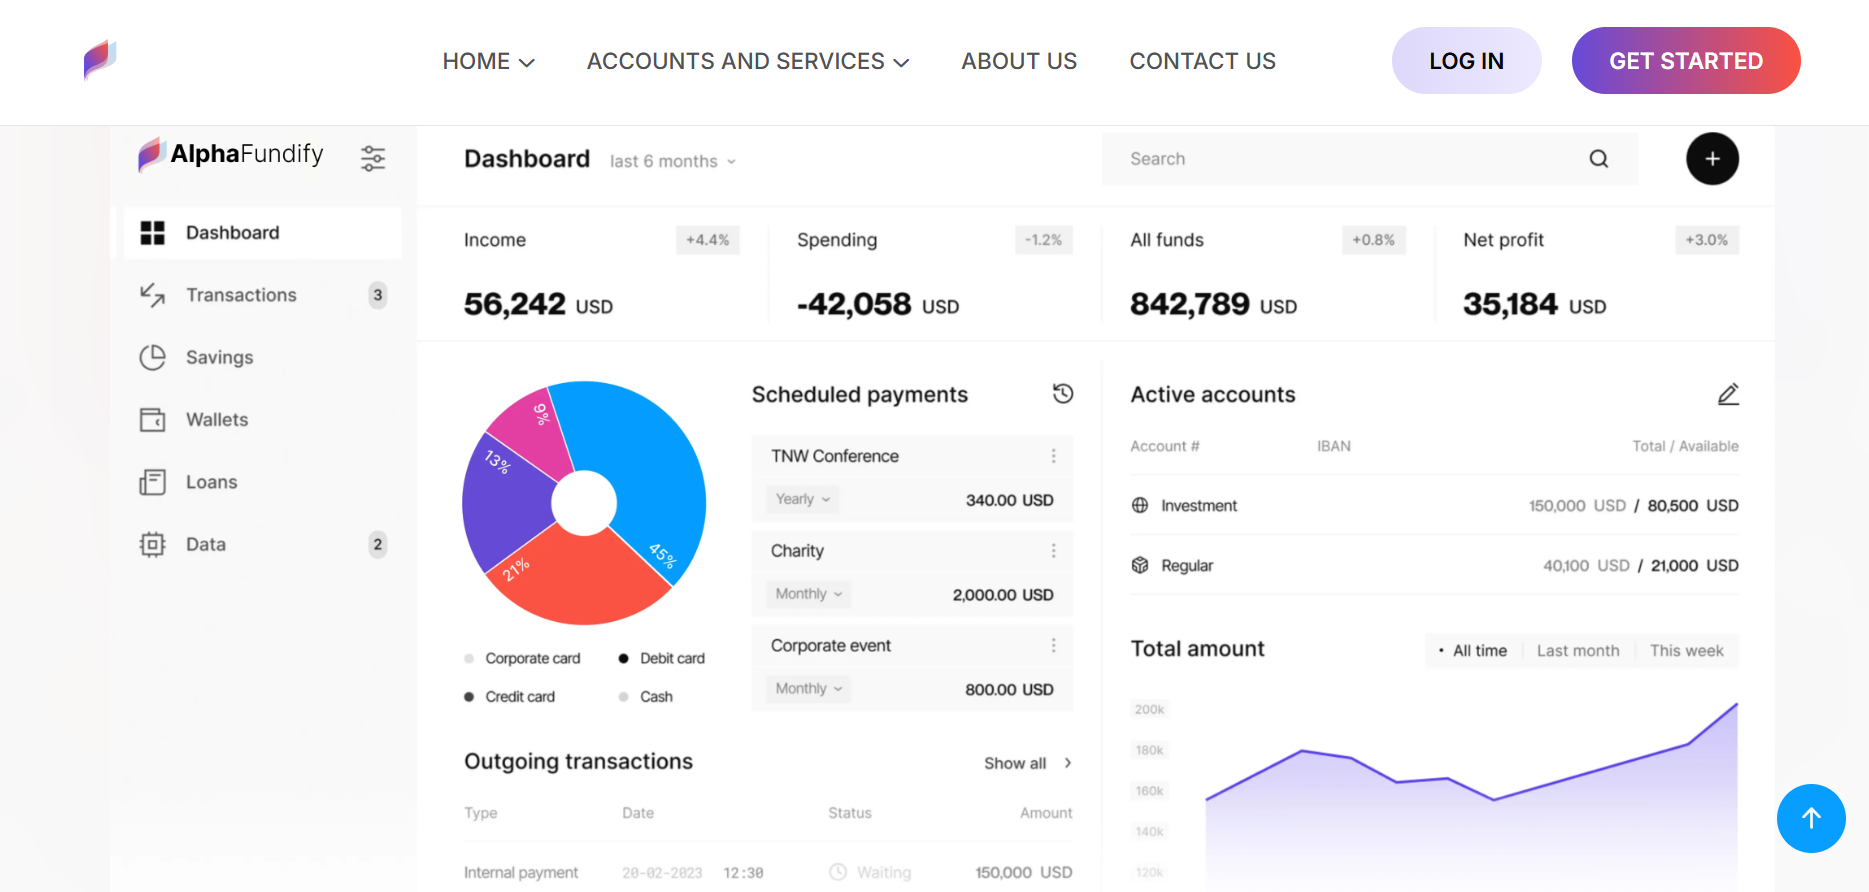 HOME ACCOUNTS AND SERVICES ABOUT US CONTACT US LOG IN GET STARTED
AlphaFundify
Dashboard
Transactions 3
Savings
Wallets
Loans
Data 2
Dashboard last 6 months Search
Income +4.4%
56,242 USD
Spending -1.2%
-42,058 USD
All funds +0.8%
842,789 USD
Net profit +3.0%
35,184 USD
9%
13%
21%
45%
Corporate card Debit card
Credit card Cash
Scheduled payments
TNW Conference
Yearly 340.00 USD
Charity
Monthly 2,000.00 USD
Corporate event
Monthly 800.00 USD
Active accounts
Account # IBAN Total / Available
Investment 150,000 USD / 80,500 USD
Regular 40,100 USD / 21,000 USD
Outgoing transactions Show all
Type Date Status Amount
Internal payment 20-02-2023 12:30 Waiting 150,000 USD
Total amount All time Last month This week
200k
180k
160k
140k
120k